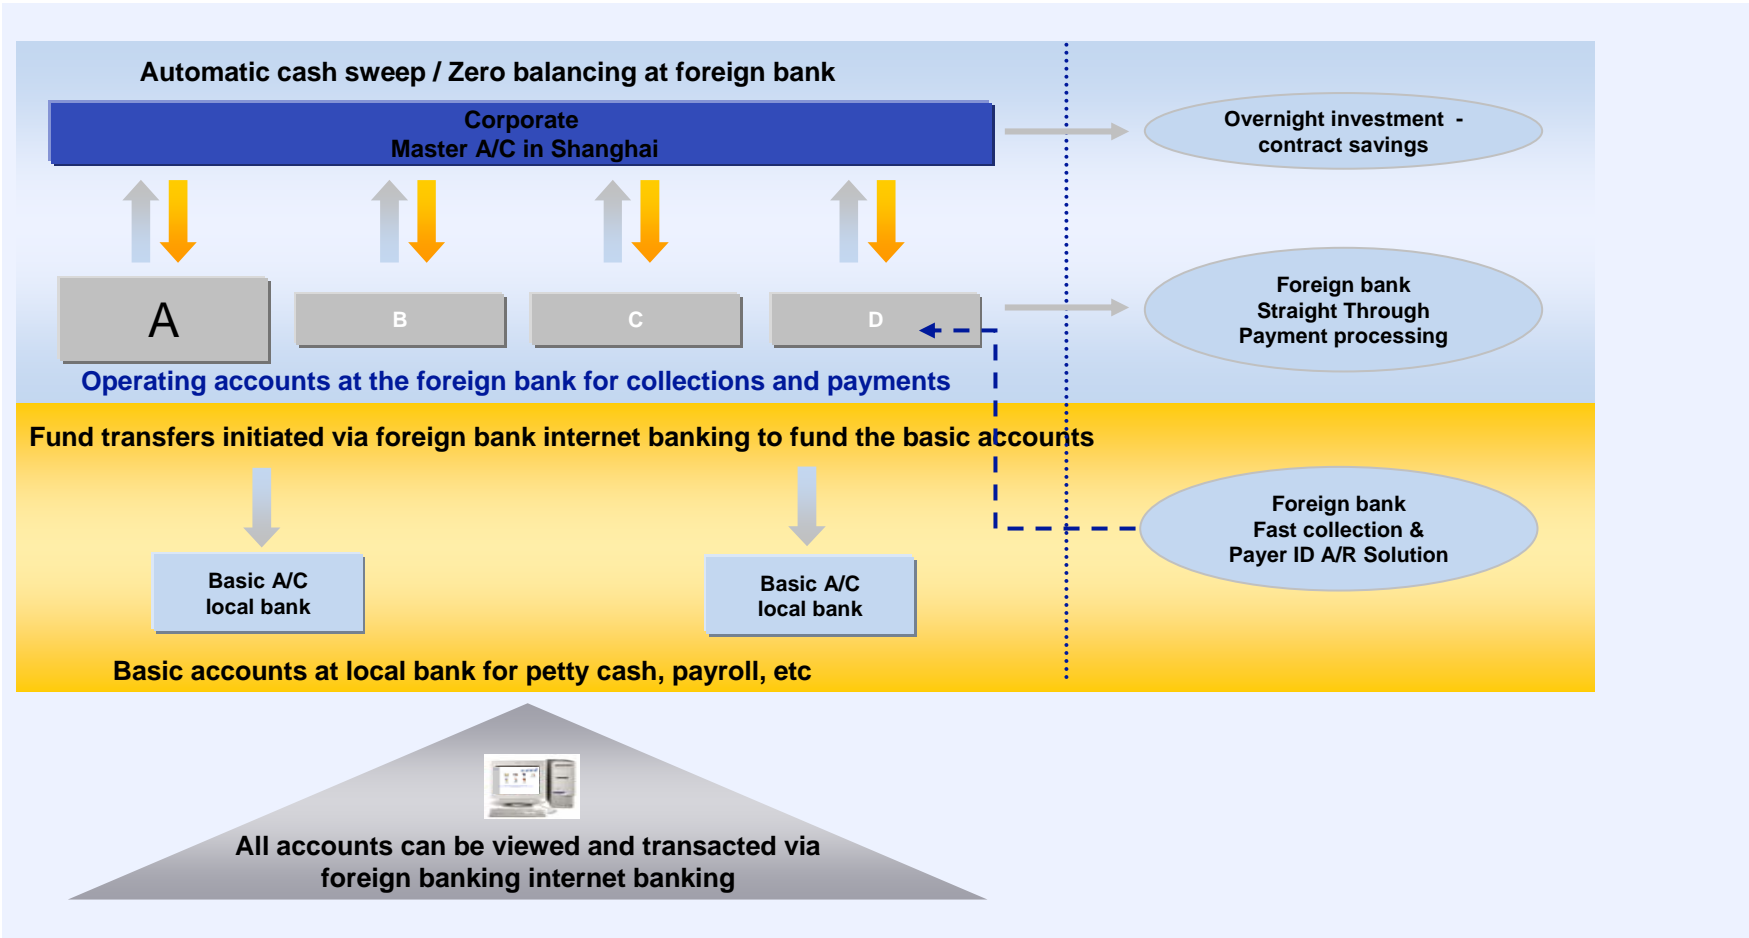 Automatic cash sweep / Zero balancing at foreign bank
Corporate
Master A/C in Shanghai
Overnight investment -
contract savings
A
B
C
D
Foreign bank
Straight Through
Payment processing
Operating accounts at the foreign bank for collections and payments
Fund transfers initiated via foreign bank internet banking to fund the basic accounts
Foreign bank
Fast collection &
Payer ID A/R Solution
Basic A/C
local bank
Basic A/C
local bank
Basic accounts at local bank for petty cash, payroll, etc
All accounts can be viewed and transacted via
foreign banking internet banking